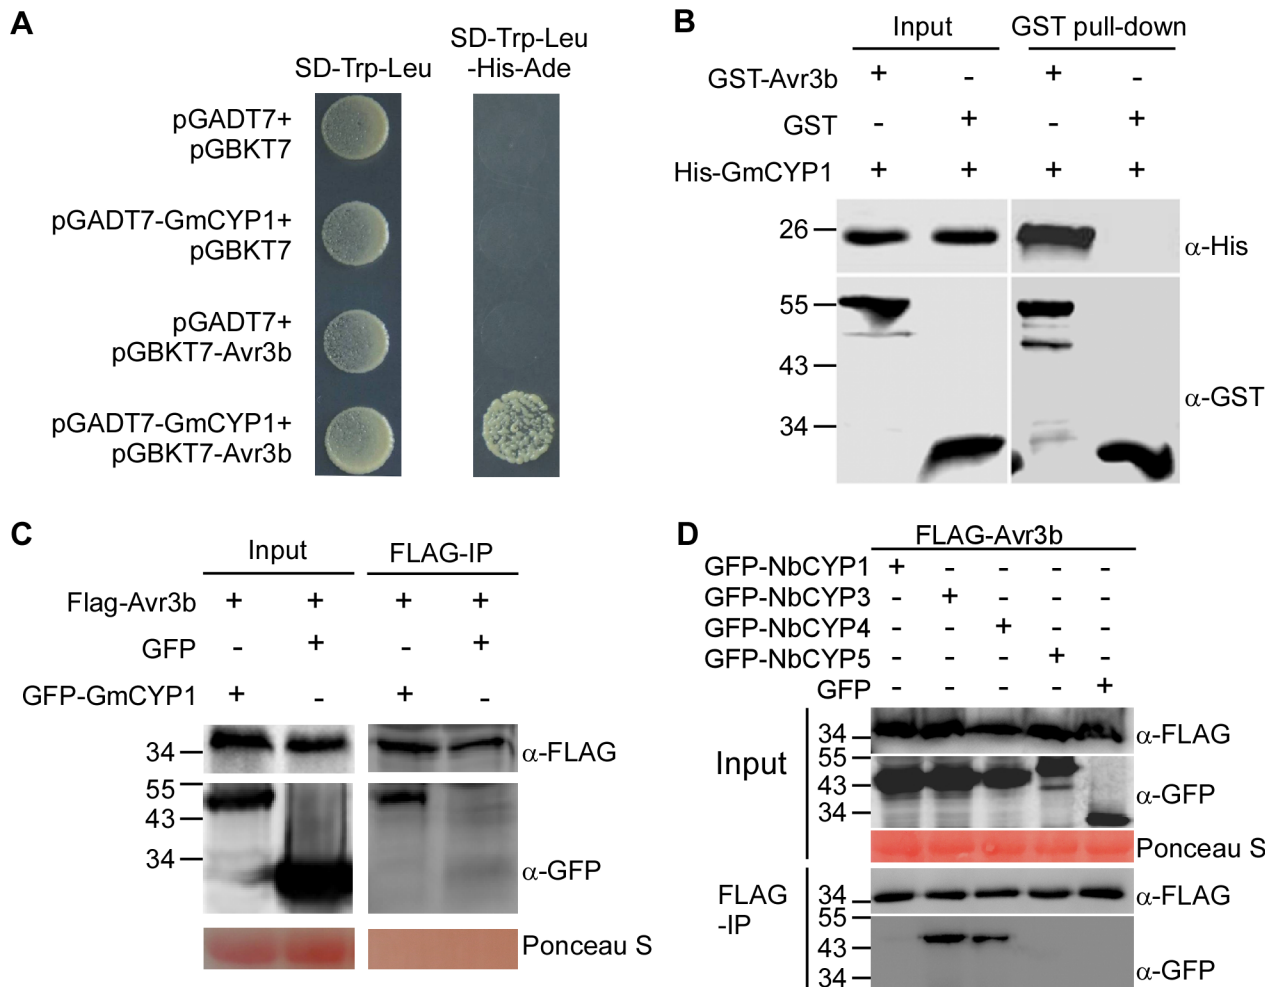 A
SD-Trp-Leu
SD-Trp-Leu
-His-Ade
pGADT7+
pGBKT7
pGADT7-GmCYP1+
pGBKT7
pGADT7+
pGBKT7-Avr3b
pGADT7-GmCYP1+
pGBKT7-Avr3b
B
Input GST pull-down
GST-Avr3b + - + -
GST - + - +
His-GmCYP1 + + + +
26 α-His
55
43
34
α-GST
C
Input FLAG-IP
Flag-Avr3b + + + +
GFP - + - +
GFP-GmCYP1 + - + -
34 α-FLAG
55
43
34
α-GFP
Ponceau S
D
FLAG-Avr3b
GFP-NbCYP1 + - - - -
GFP-NbCYP3 - + - - -
GFP-NbCYP4 - - + - -
GFP-NbCYP5 - - - + -
GFP - - - - +
Input
34 α-FLAG
55
43 α-GFP
34
Ponceau S
FLAG
-IP
34 α-FLAG
55
43
34 α-GFP